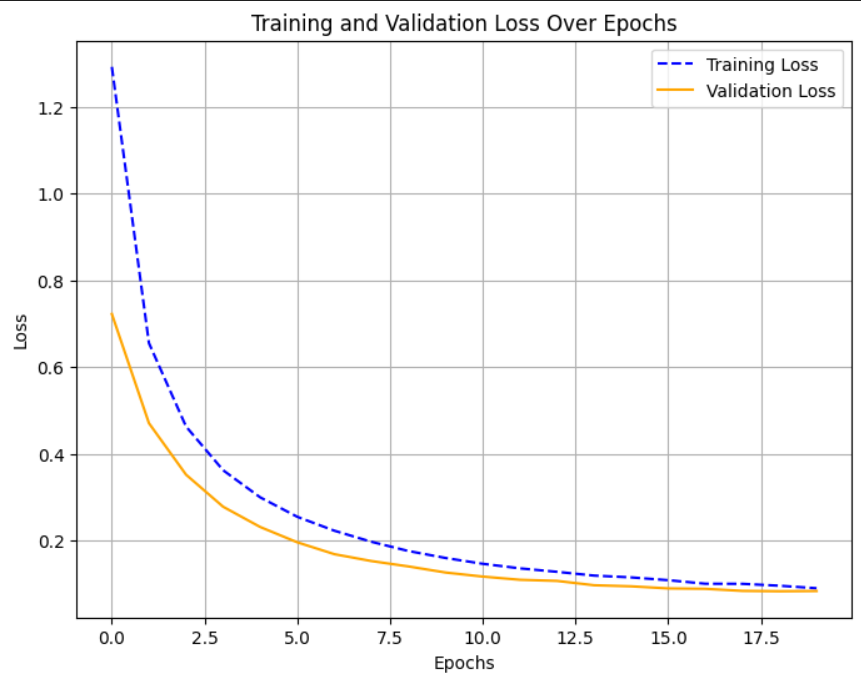 Training and Validation Loss Over Epochs
Training Loss
Validation Loss
Loss
1.2
1.0
0.8
0.6
0.4
0.2
0.0 2.5 5.0 7.5 10.0 12.5 15.0 17.5
Epochs